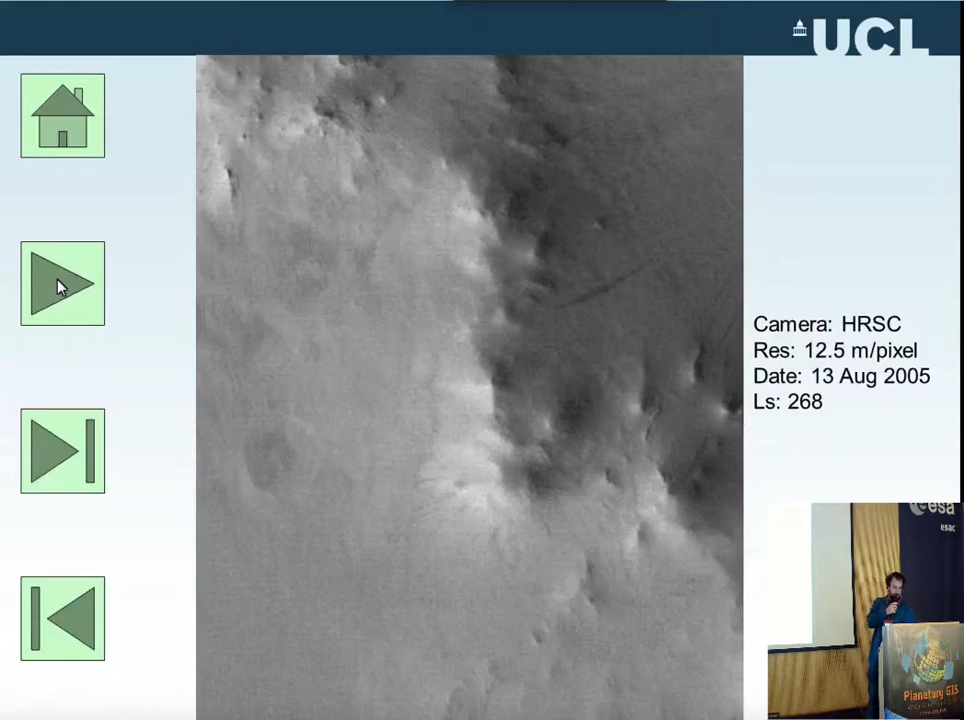 UCL
Camera: HRSC
Res: 12.5 m/pixel
Date: 13 Aug 2005
Ls: 268
esa
esac
Planetary GIS